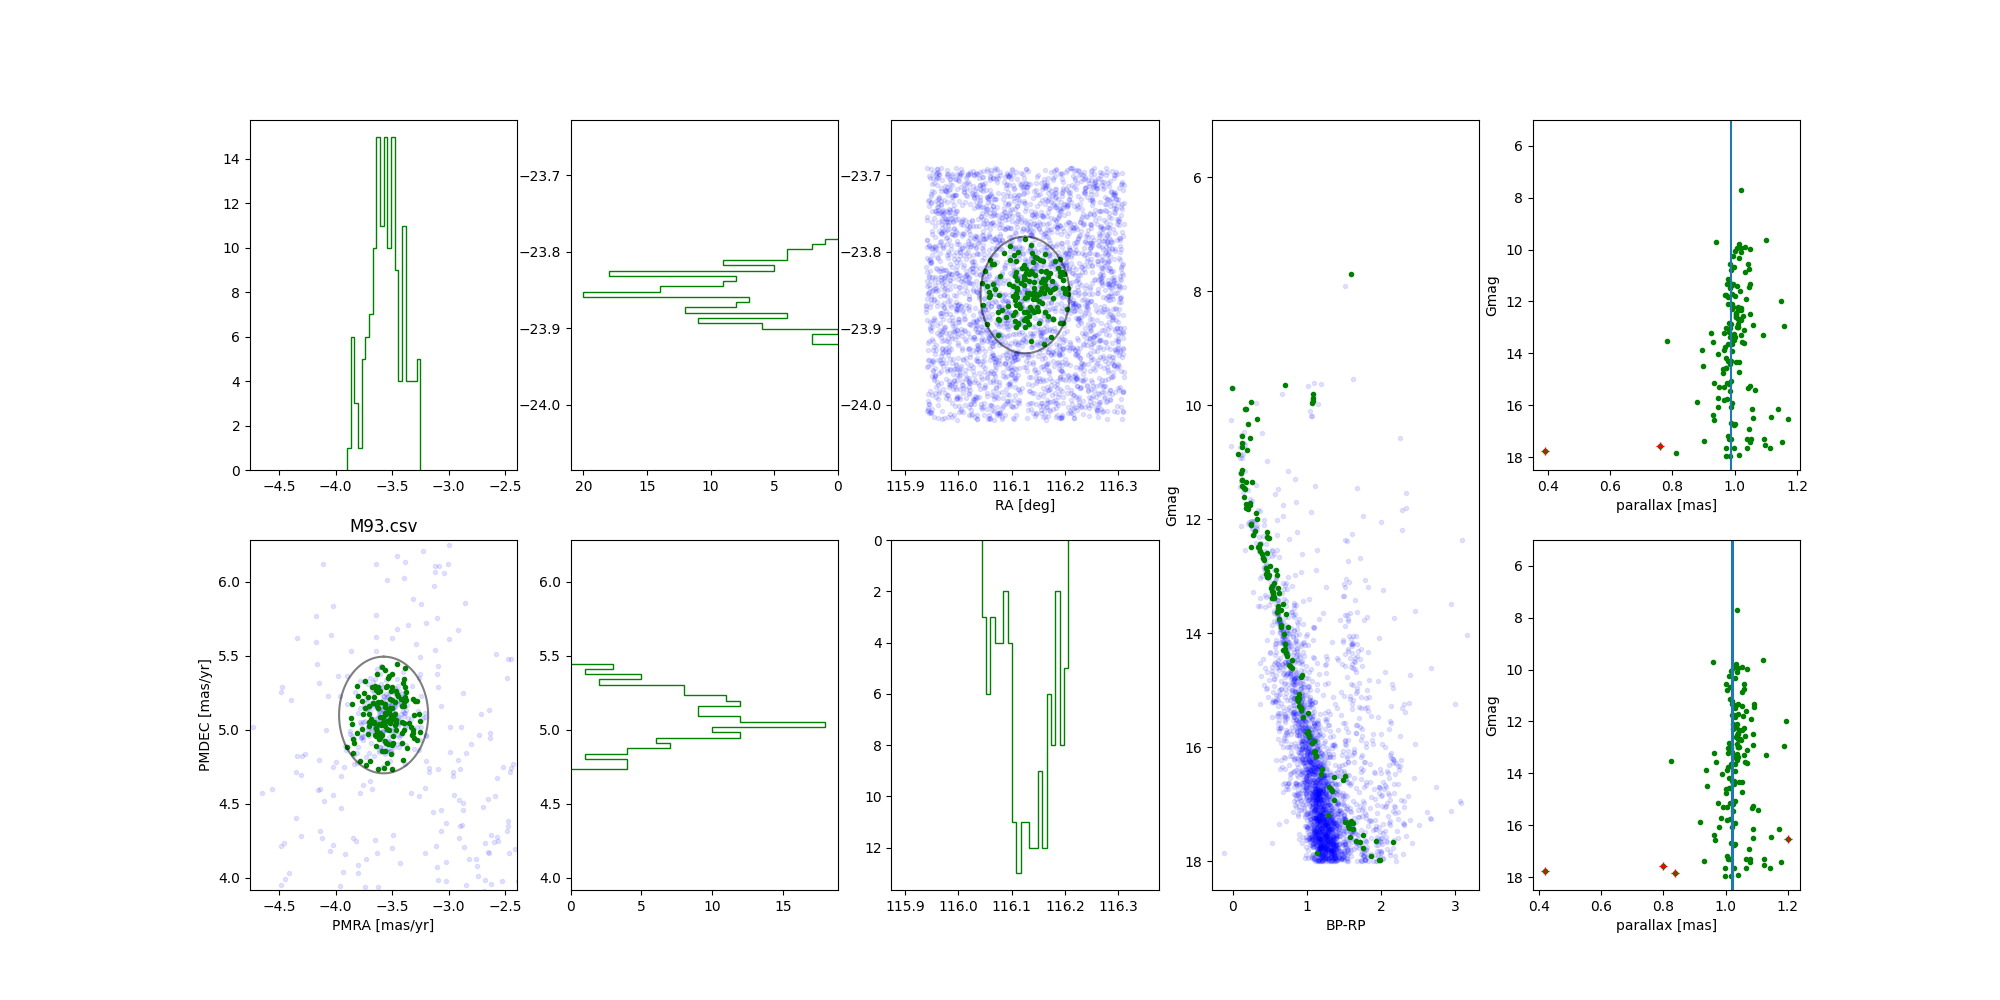 14
12
10
8
6
4
2
0
−4.5 −4.0 −3.5 −3.0 −2.5
−23.7
−23.8
−23.9
−24.0
20 15 10 5 0
−23.7
−23.8
−23.9
−24.0
115.9 116.0 116.1 116.2 116.3
RA [deg]
6
8
10
12
14
16
18
Gmag
0 1 2 3
BP-RP
6
8
10
12
14
16
18
Gmag
0.4 0.6 0.8 1.0 1.2
parallax [mas]
M93.csv
6.0
5.5
5.0
4.5
4.0
PMDEC [mas/yr]
−4.5 −4.0 −3.5 −3.0 −2.5
PMRA [mas/yr]
6.0
5.5
5.0
4.5
4.0
0 5 10 15
0
2
4
6
8
10
12
115.9 116.0 116.1 116.2 116.3
6
8
10
12
14
16
18
Gmag
0.4 0.6 0.8 1.0 1.2
parallax [mas]